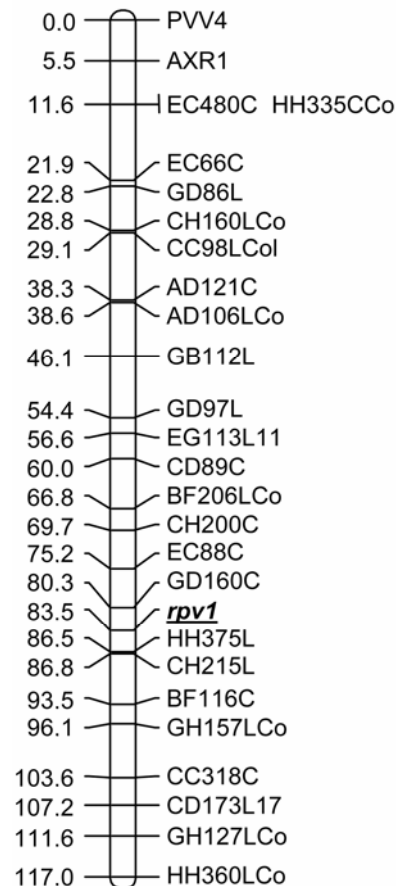 0.0 PVV4
5.5 AXR1
11.6 EC480C HH335CCo
21.9 EC66C
22.8 GD86L
28.8 CH160LCo
29.1 CC98LCol
38.3 AD121C
38.6 AD106LCo
46.1 GB112L
54.4 GD97L
56.6 EG113L11
60.0 CD89C
66.8 BF206LCo
69.7 CH200C
75.2 EC88C
80.3 GD160C
83.5 rpv1
86.5 HH375L
86.8 CH215L
93.5 BF116C
96.1 GH157LCo
103.6 CC318C
107.2 CD173L17
111.6 GH127LCo
117.0 HH360LCo